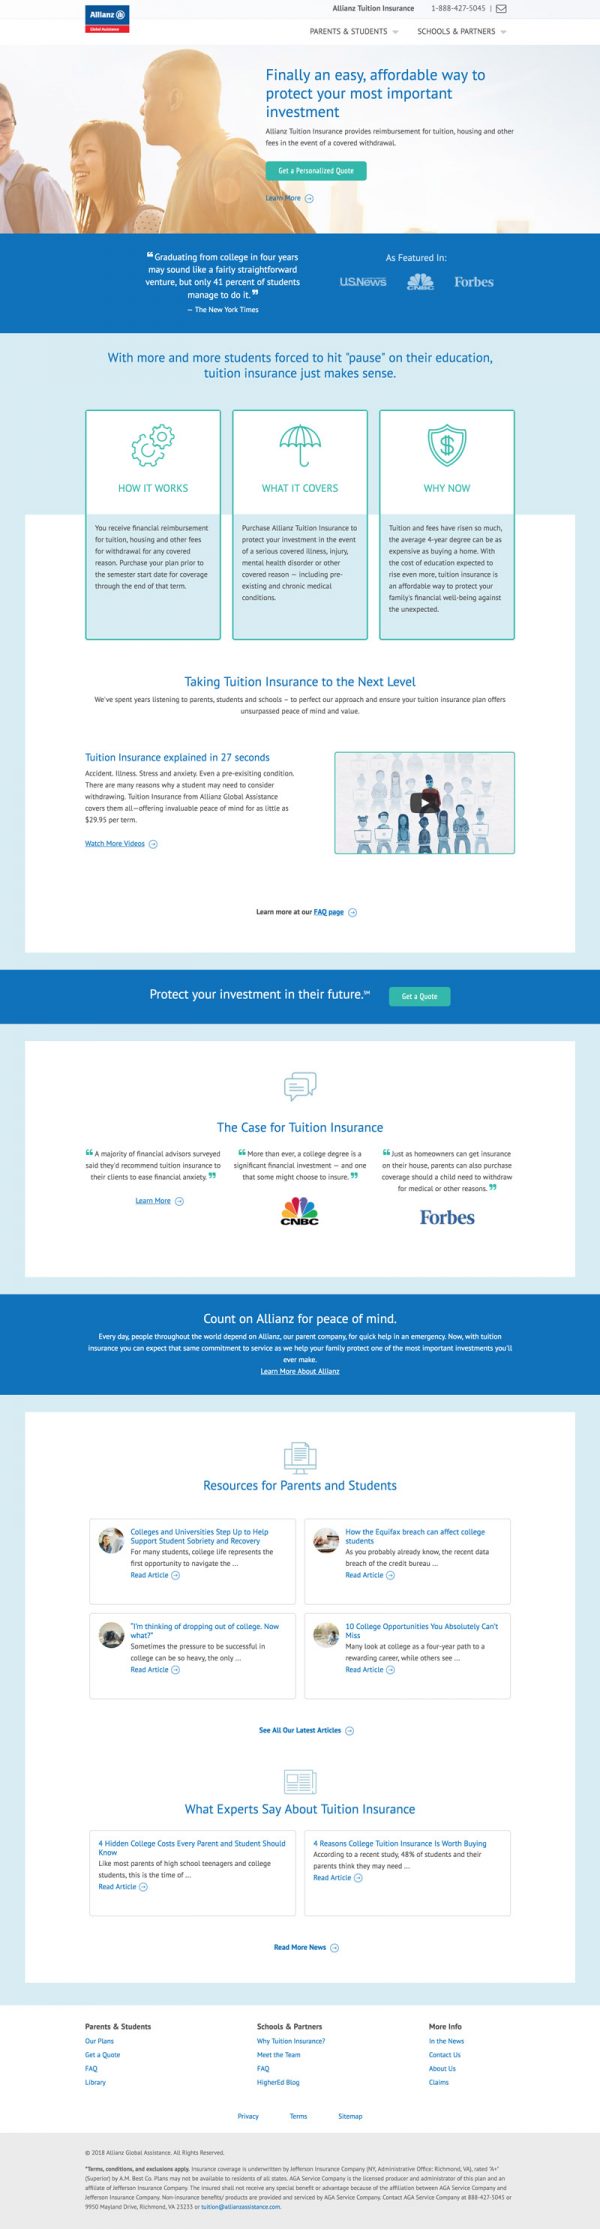 Allianz
Global Assistance
Allianz Tuition Insurance
1-888-427-5045 |
PARENTS & STUDENTS
SCHOOLS & PARTNERS
Finally an easy, affordable way to
protect your most important
investment
Allianz Tuition Insurance provides reimbursement for tuition, housing and other
fees in the event of a covered withdrawal.
Get a Personalized Quote
Learn More
“Graduating from college in four years
may sound like a fairly straightforward
venture, but only 41 percent of students
manage to do it.”
— The New York Times
As Featured In:
U.S.News
CNBC
Forbes
With more and more students forced to hit "pause" on their education,
tuition insurance just makes sense.
HOW IT WORKS
You receive financial reimbursement
for tuition, housing and other fees
for withdrawal for any covered
reason. Purchase your plan prior to
the semester start date for coverage
through the end of that term.
WHAT IT COVERS
Purchase Allianz Tuition Insurance to
protect your investment in the event
of a serious covered illness, injury,
mental health disorder or other
covered reason — including pre-
existing and chronic medical
conditions.
WHY NOW
Tuition and fees have risen so much,
the average 4-year degree can be as
expensive as buying a home. With
the cost of education expected to
rise even more, tuition insurance is
an affordable way to protect your
family's financial well-being against
the unexpected.
Taking Tuition Insurance to the Next Level
We've spent years listening to parents, students and schools – to perfect our approach and ensure your tuition insurance plan offers
unsurpassed peace of mind and value.
Tuition Insurance explained in 27 seconds
Accident. Illness. Stress and anxiety. Even a pre-exisiting condition.
There are many reasons why a student may need to consider
withdrawing. Tuition Insurance from Allianz Global Assistance
covers them all—offering invaluable peace of mind for as little as
$29.95 per term.
Watch More Videos
Learn more at our FAQ page
Protect your investment in their future.℠
Get a Quote
The Case for Tuition Insurance
“A majority of financial advisors surveyed
said they'd recommend tuition insurance to
their clients to ease financial anxiety.”
Learn More
“More than ever, a college degree is a
significant financial investment — and one
that some might choose to insure.”
CNBC
“Just as homeowners can get insurance
on their house, parents can also purchase
coverage should a child need to withdraw
for medical or other reasons.”
Forbes
Count on Allianz for peace of mind.
Every day, people throughout the world depend on Allianz, our parent company, for quick help in an emergency. Now, with tuition
insurance you can expect that same commitment to service as we help your family protect one of the most important investments you'll
ever make.
Learn More About Allianz
Resources for Parents and Students
Colleges and Universities Step Up to Help
Support Student Sobriety and Recovery
For many students, college life represents the
first opportunity to navigate the ...
Read Article
How the Equifax breach can affect college
students
As you probably already know, the recent data
breach of the credit bureau ...
Read Article
“I'm thinking of dropping out of college. Now
what?”
Sometimes the pressure to be successful in
college can be so heavy, the only ...
Read Article
10 College Opportunities You Absolutely Can't
Miss
Many look at college as a four-year path to a
rewarding career, while others see ...
Read Article
See All Our Latest Articles
What Experts Say About Tuition Insurance
4 Hidden College Costs Every Parent and Student Should
Know
Like most parents of high school teenagers and college
students, this is the time of ...
Read Article
4 Reasons College Tuition Insurance Is Worth Buying
According to a recent study, 48% of students and their
parents think they may need ...
Read Article
Read More News
Parents & Students
Our Plans
Get a Quote
FAQ
Library
Schools & Partners
Why Tuition Insurance?
Meet the Team
FAQ
HigherEd Blog
More Info
In the News
Contact Us
About Us
Claims
Privacy
Terms
Sitemap
© 2018 Allianz Global Assistance. All Rights Reserved.
*Terms, conditions, and exclusions apply. Insurance coverage is underwritten by Jefferson Insurance Company (NY, Administrative Office: Richmond, VA), rated "A+"
(Superior) by A.M. Best Co. Plans may not be available to residents of all states. AGA Service Company is the licensed producer and administrator of this plan and an
affiliate of Jefferson Insurance Company. The insured shall not receive any special benefit or advantage because of the affiliation between AGA Service Company and
Jefferson Insurance Company. Non-insurance benefits/ products are provided and serviced by AGA Service Company. Contact AGA Service Company at 888-427-5045 or
9950 Mayland Drive, Richmond, VA 23233 or tuition@allianzassistance.com.